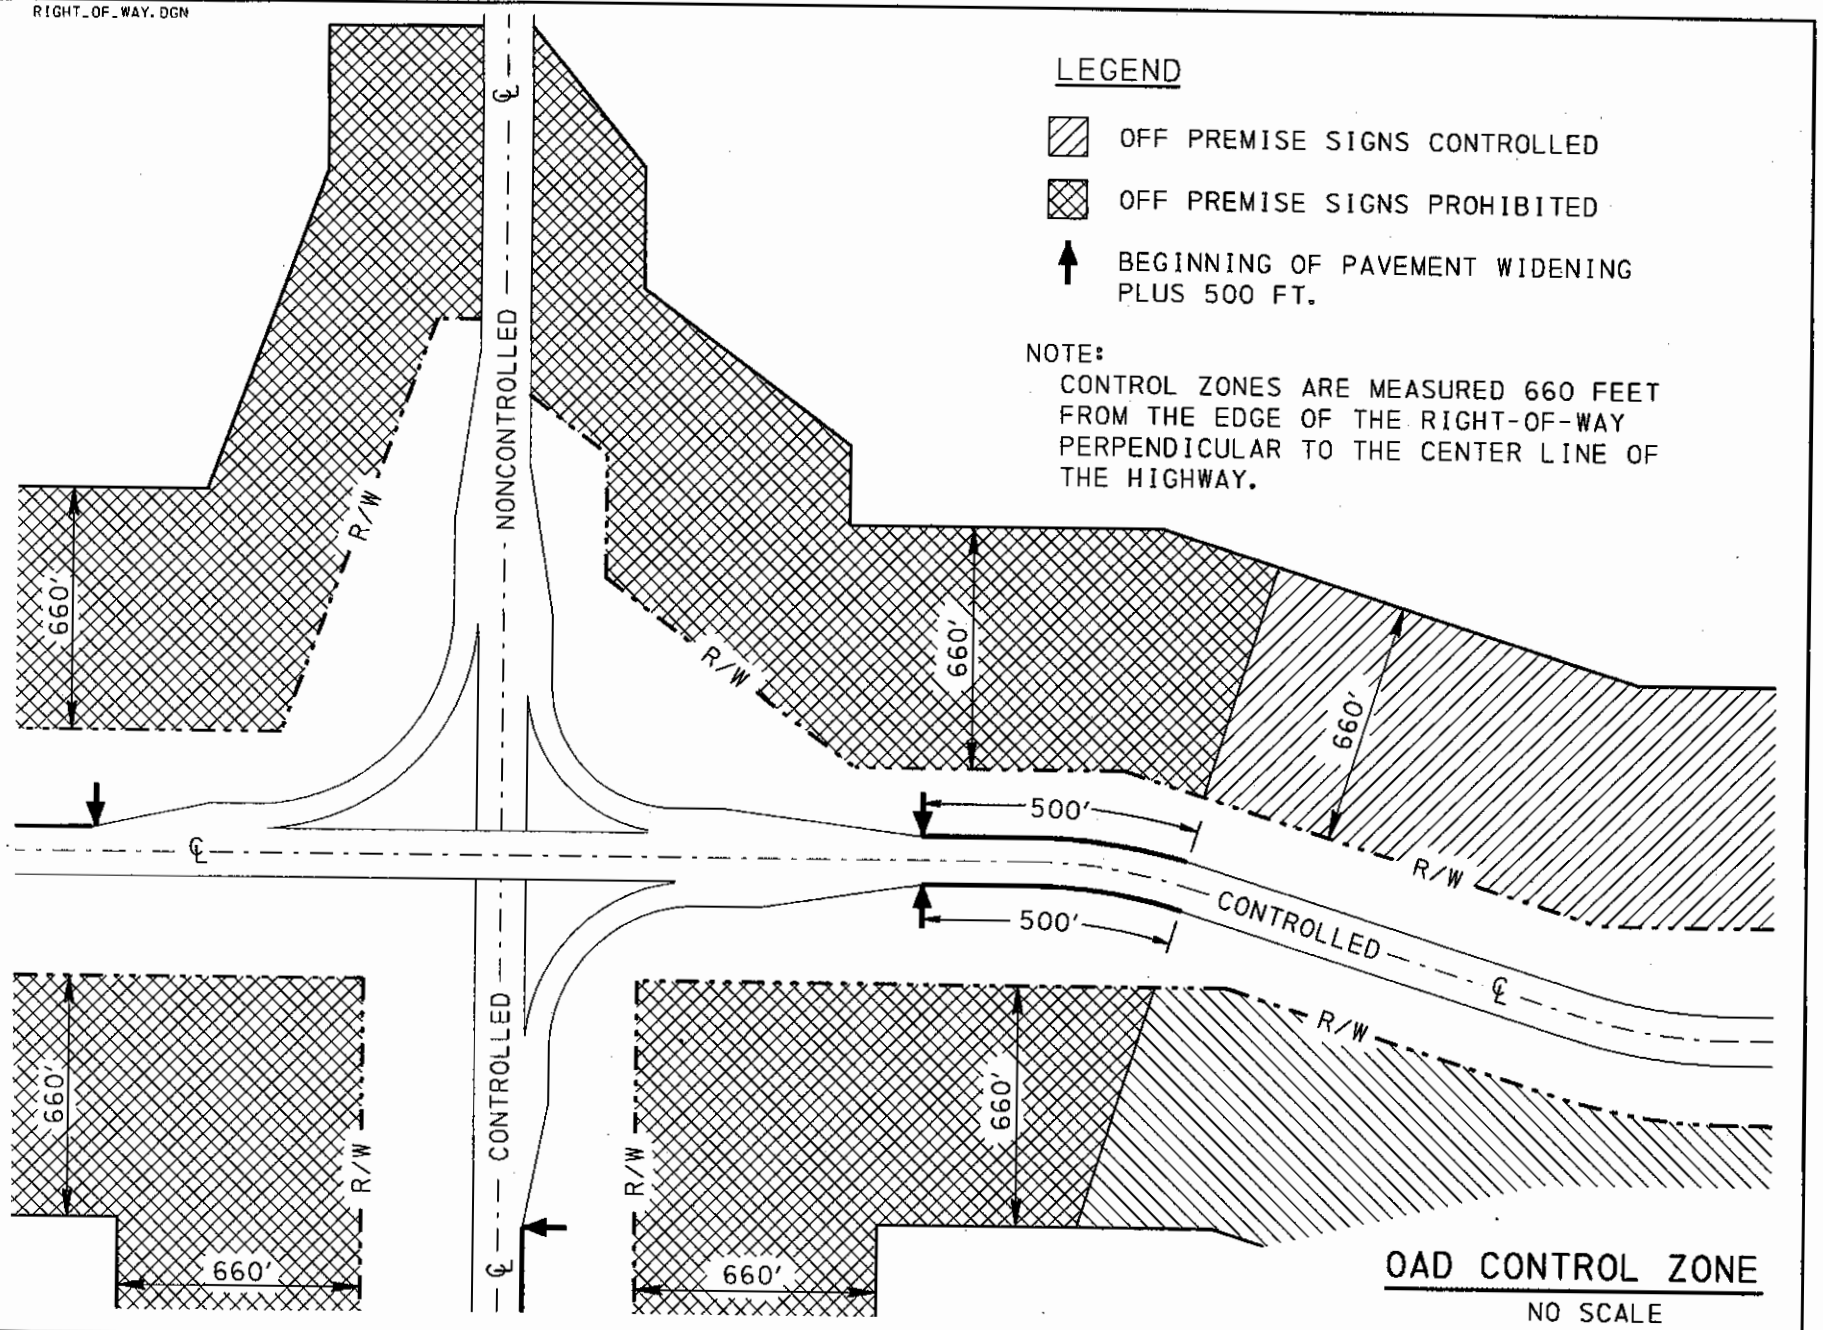 RIGHT_OF_WAY.DGN
LEGEND
OFF PREMISE SIGNS CONTROLLED
OFF PREMISE SIGNS PROHIBITED
BEGINNING OF PAVEMENT WIDENING
PLUS 500 FT.
NOTE:
CONTROL ZONES ARE MEASURED 660 FEET
FROM THE EDGE OF THE RIGHT-OF-WAY
PERPENDICULAR TO THE CENTER LINE OF
THE HIGHWAY.
℄
NONCONTROLLED
R/W
660'
R/W
660'
660'
500'
R/W
℄
CONTROLLED
500'
℄
R/W
660'
R/W
CONTROLLED
R/W
660'
℄
660'
660'
OAD CONTROL ZONE
NO SCALE